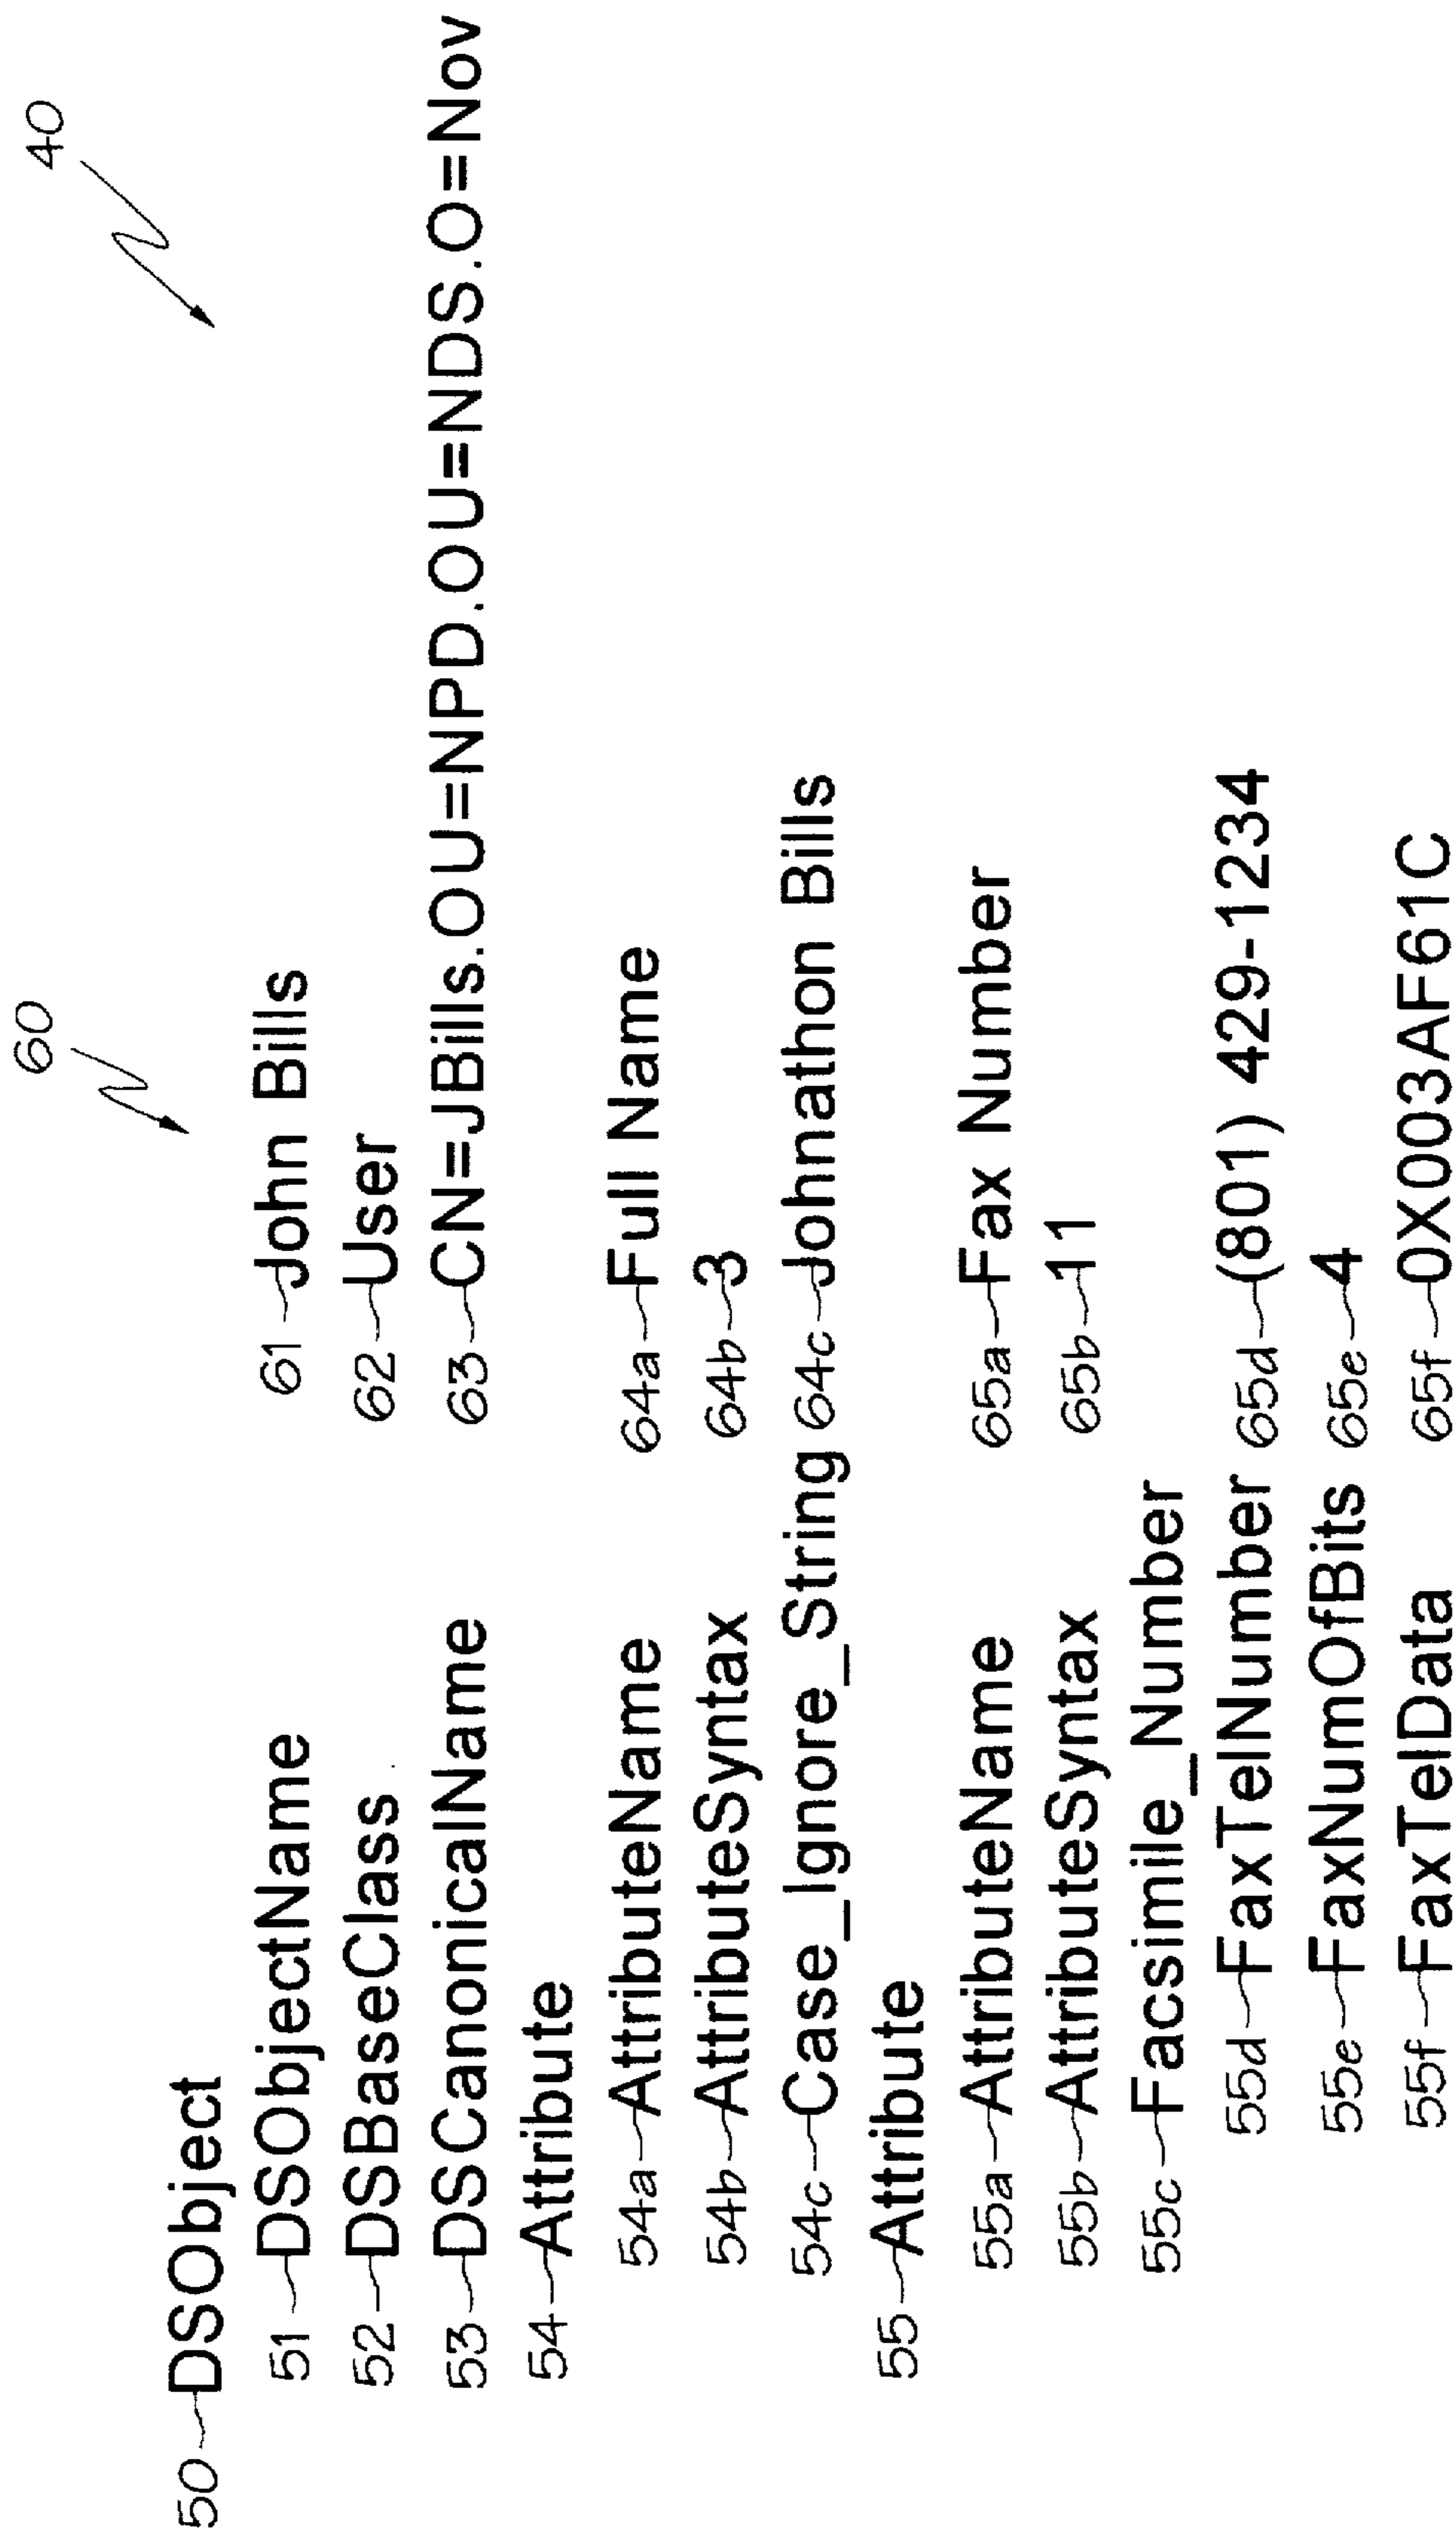 60 40
50 DSObject
51 DSObjectName 61 John Bills
52 DSBaseClass 62 User
53 DSCanonicalName 63 CN=JBills.OU=NPD.OU=NDS.O=Nov
54 Attribute
54a AttributeName 64a Full Name
54b AttributeSyntax 64b 3
54c Case_Ignore_String 64c Johnathon Bills
55 Attribute
55a AttributeName 65a Fax Number
55b AttributeSyntax 65b 11
55c Facsimile_Number
55d FaxTelNumber 65d (801) 429-1234
55e FaxNumOfBits 65e 4
55f FaxTelData 65f 0X003AF61C